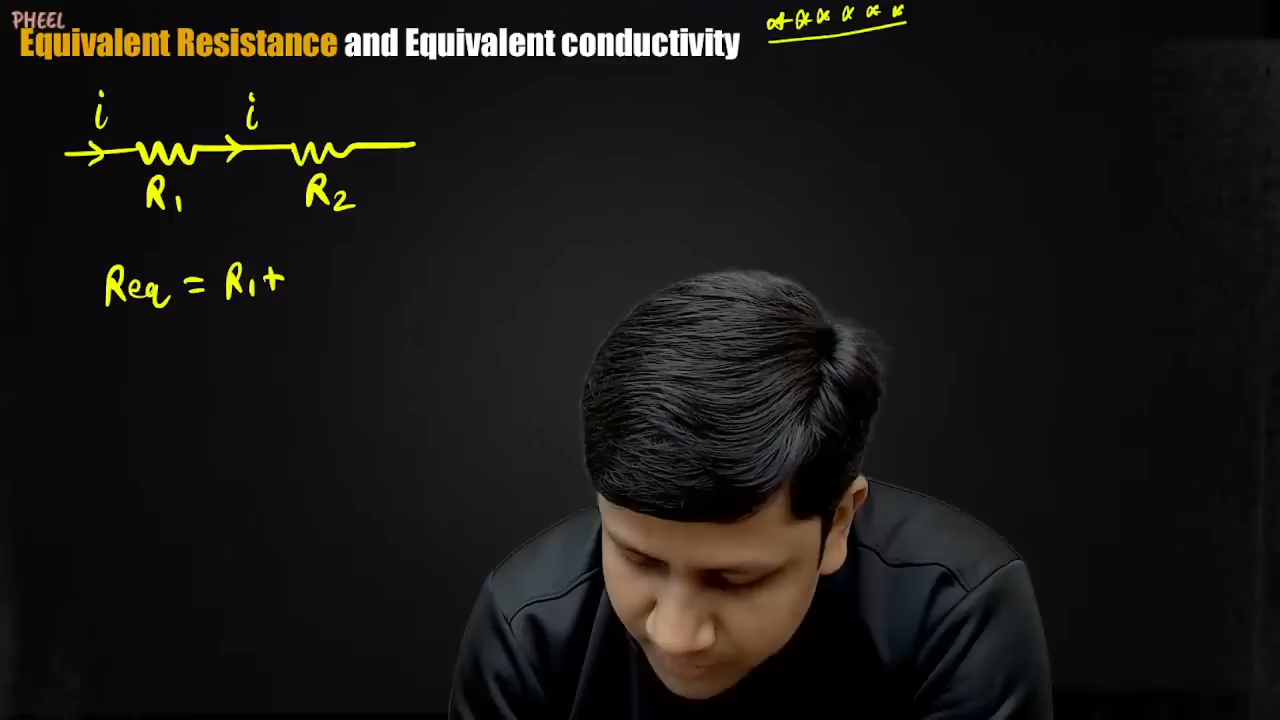 PHEEL
Equivalent Resistance and Equivalent conductivity
i i
R1 R2
Req = R1+